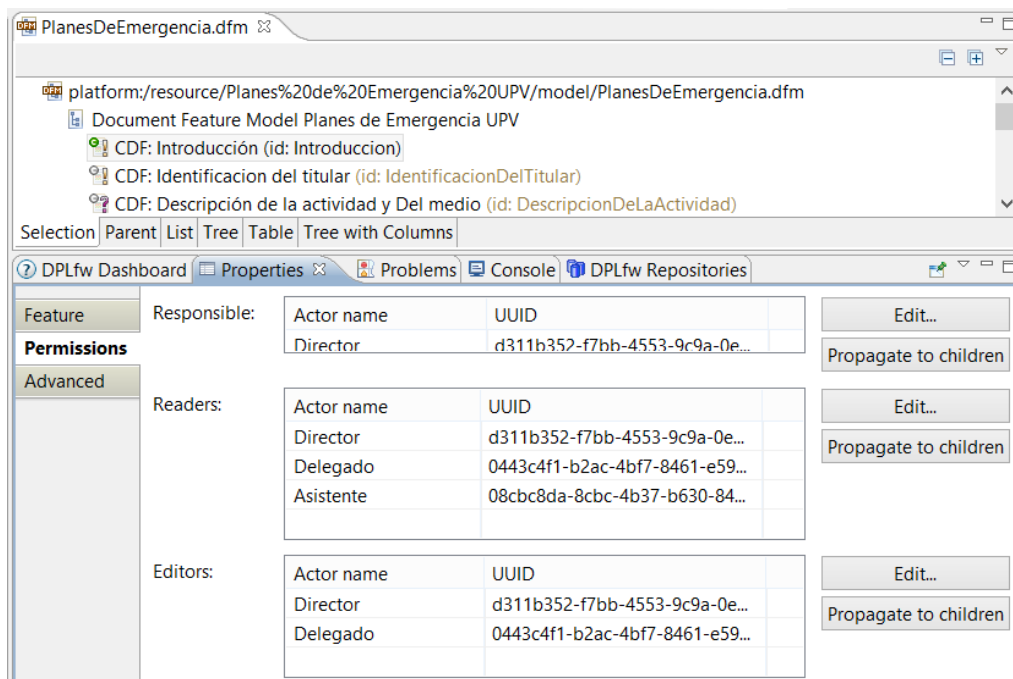 PlanesDeEmergencia.dfm
platform:/resource/Planes%20de%20Emergencia%20UPV/model/PlanesDeEmergencia.dfm
Document Feature Model Planes de Emergencia UPV
CDF: Introducción (id: Introduccion)
CDF: Identificacion del titular (id: IdentificacionDelTitular)
CDF: Descripción de la actividad y Del medio (id: DescripcionDeLaActividad)
Selection Parent List Tree Table Tree with Columns
DPLfw Dashboard Properties Problems Console DPLfw Repositories
Feature
Permissions
Advanced
Responsible:
Actor name UUID
Director d311b352-f7bb-4553-9c9a-0e...
Edit...
Propagate to children
Readers:
Actor name UUID
Director d311b352-f7bb-4553-9c9a-0e...
Delegado 0443c4f1-b2ac-4bf7-8461-e59...
Asistente 08cbc8da-8cbc-4b37-b630-84...
Edit...
Propagate to children
Editors:
Actor name UUID
Director d311b352-f7bb-4553-9c9a-0e...
Delegado 0443c4f1-b2ac-4bf7-8461-e59...
Edit...
Propagate to children